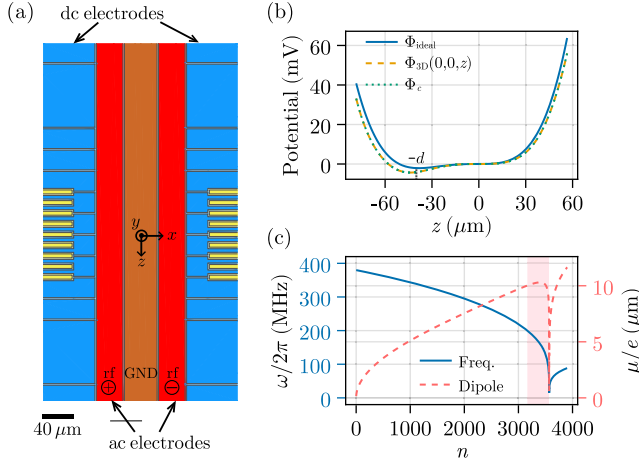 (a)
dc electrodes
y
x
z
rf
GND
rf
40 μm
ac electrodes
(b)
Potential (mV)
60
40
20
0
Φideal
Φ3D(0,0,z)
Φc
-d
-60
-30
0
30
z (μm)
(c)
ω/2π (MHz)
400
300
200
100
0
Freq.
Dipole
10
5
0
μ/e (μm)
0
1000
2000
3000
4000
n